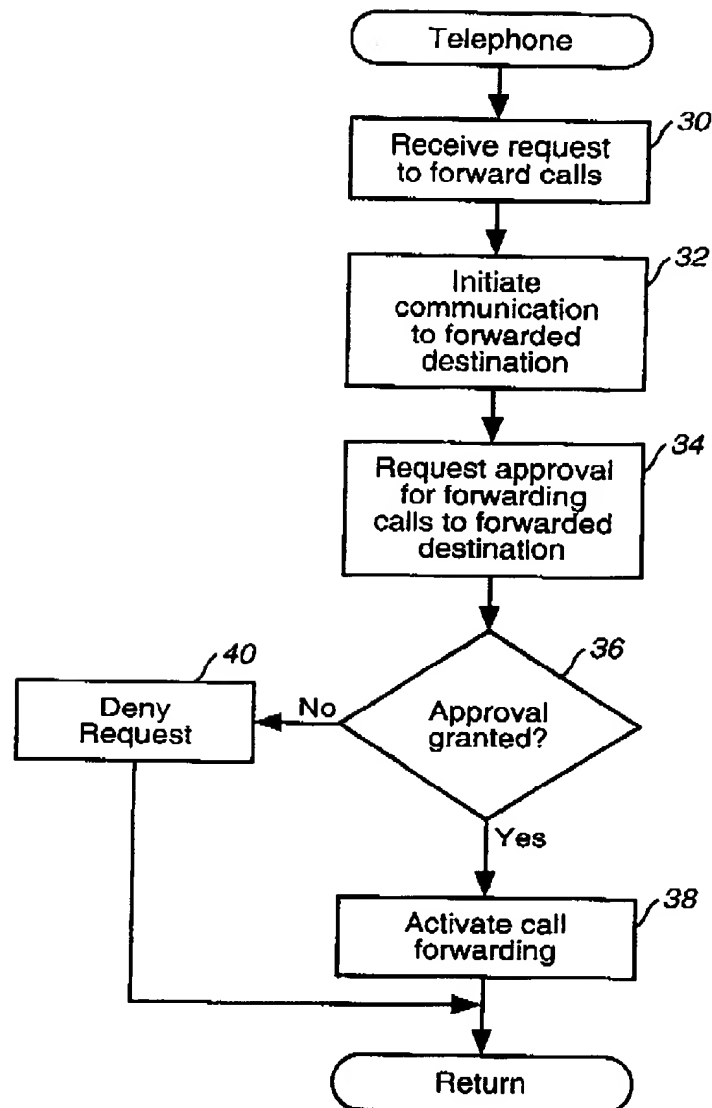 Telephone
30
Receive request
to forward calls
32
Initiate
communication
to forwarded
destination
34
Request approval
for forwarding
calls to forwarded
destination
36
Approval
granted?
No
40
Deny
Request
Yes
38
Activate call
forwarding
Return